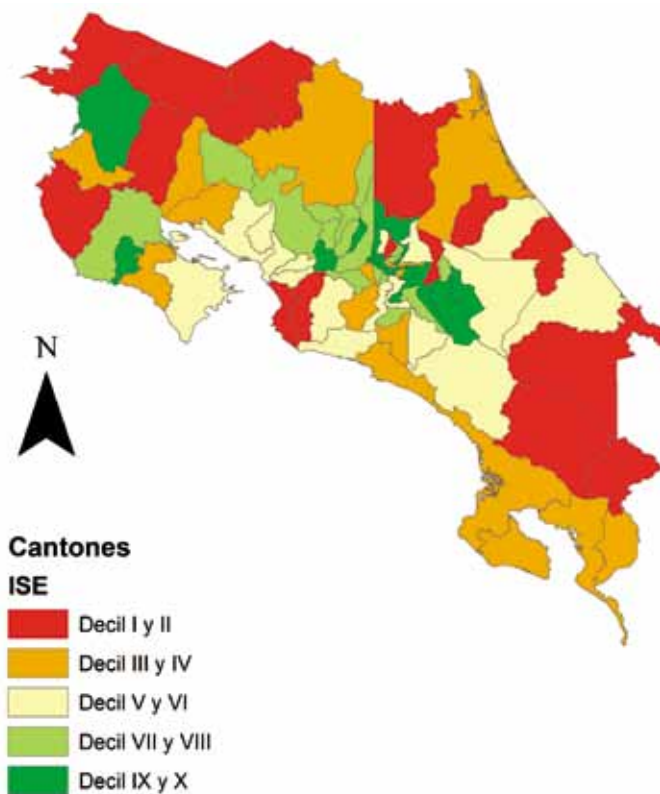 N
Cantones
ISE
Decil I y II
Decil III y IV
Decil V y VI
Decil VII y VIII
Decil IX y X